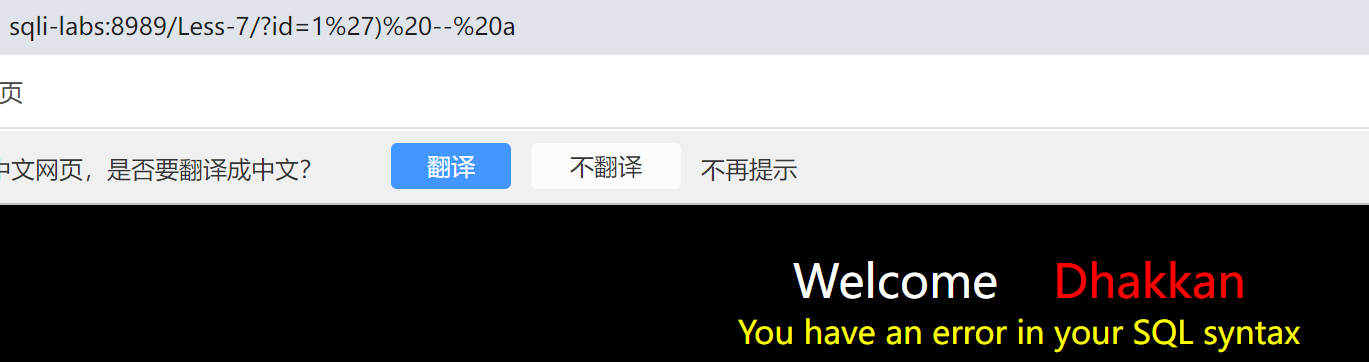 sqli-labs:8989/Less-7/?id=1%27)%20--%20a
页
中文网页，是否要翻译成中文？ 翻译 不翻译 不再提示
Welcome Dhakkan
You have an error in your SQL syntax